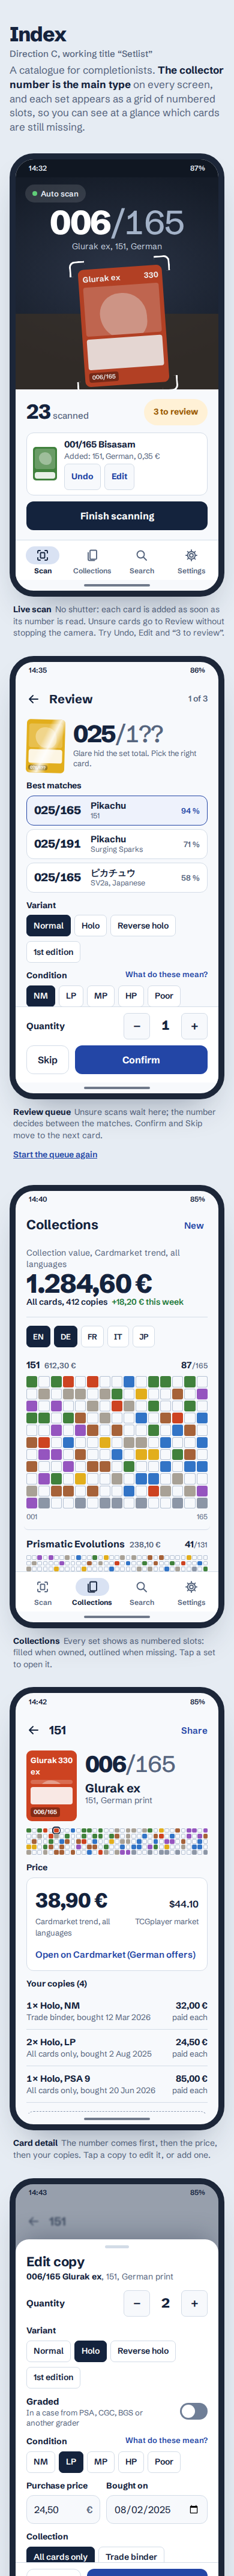 Index
Direction C, working title “Setlist”
A catalogue for completionists. The collector
number is the main type on every screen,
and each set appears as a grid of numbered
slots, so you can see at a glance which cards
are still missing.
14:32 87%
Auto scan
006/165
Glurak ex, 151, German
Glurak ex 330
006/165
23 scanned
3 to review
001/165 Bisasam
Added: 151, German, 0,35 €
Undo Edit
Finish scanning
Scan Collections Search Settings
Live scan No shutter: each card is added as soon as
its number is read. Unsure cards go to Review without
stopping the camera. Try Undo, Edit and “3 to review”.
14:35 86%
Review 1 of 3
025/1??
Glare hid the set total. Pick the right
card.
Best matches
025/165 Pikachu 151 94 %
025/191 Pikachu Surging Sparks 71 %
025/165 ピカチュウ SV2a, Japanese 58 %
Variant
Normal Holo Reverse holo
1st edition
Condition What do these mean?
NM LP MP HP Poor
Quantity − 1 +
Skip Confirm
Review queue Unsure scans wait here; the number
decides between the matches. Confirm and Skip
move to the next card.
Start the queue again
14:40 85%
Collections New
Collection value, Cardmarket trend, all
languages
1.284,60 €
All cards, 412 copies +18,20 € this week
EN DE FR IT JP
151 612,30 € 87/165
001 165
Prismatic Evolutions 238,10 € 41/131
Scan Collections Search Settings
Collections Every set shows as numbered slots:
filled when owned, outlined when missing. Tap a set
to open it.
14:42 85%
151 Share
Glurak 330
ex
006/165
006/165
Glurak ex
151, German print
Price
38,90 € $44.10
Cardmarket trend, all TCGplayer market
languages
Open on Cardmarket (German offers)
Your copies (4)
1× Holo, NM 32,00 €
Trade binder, bought 12 Mar 2026 paid each
2× Holo, LP 24,50 €
All cards only, bought 2 Aug 2025 paid each
1× Holo, PSA 9 85,00 €
All cards only, bought 20 Jun 2026 paid each
Card detail The number comes first, then the price,
then your copies. Tap a copy to edit it, or add one.
14:43 85%
151
Edit copy
006/165 Glurak ex, 151, German print
Quantity − 2 +
Variant
Normal Holo Reverse holo
1st edition
Graded
In a case from PSA, CGC, BGS or
another grader
Condition What do these mean?
NM LP MP HP Poor
Purchase price Bought on
24,50 € 08/02/2025
Collection
All cards only Trade binder